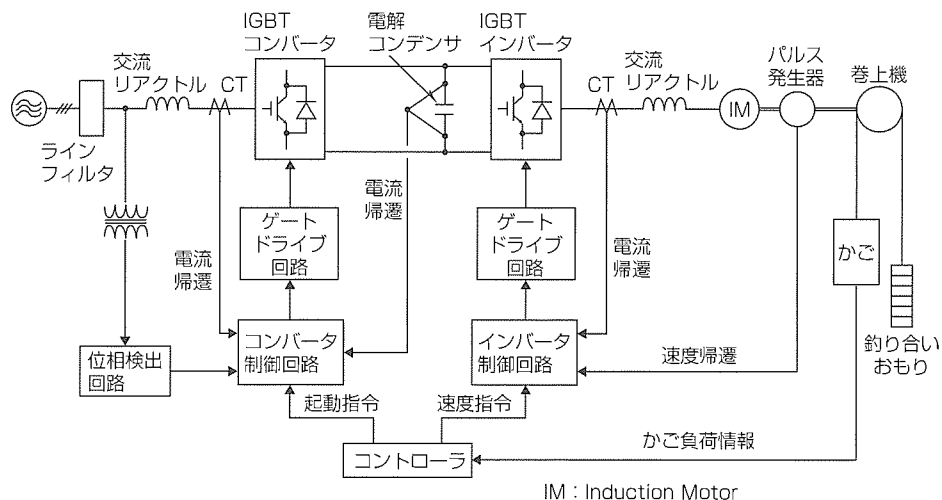 IGBT
コンバータ
電解
コンデンサ
IGBT
インバータ
交流
リアクトル
CT
CT
交流
リアクトル
パルス
発生器
巻上機
IM
ライン
フィルタ
電流
帰還
ゲート
ドライブ
回路
電流
帰還
ゲート
ドライブ
回路
電流
帰還
かご
位相検出
回路
コンバータ
制御回路
インバータ
制御回路
速度帰還
釣り合い
おもり
起動指令
速度指令
コントローラ
かご負荷情報
IM：Induction Motor